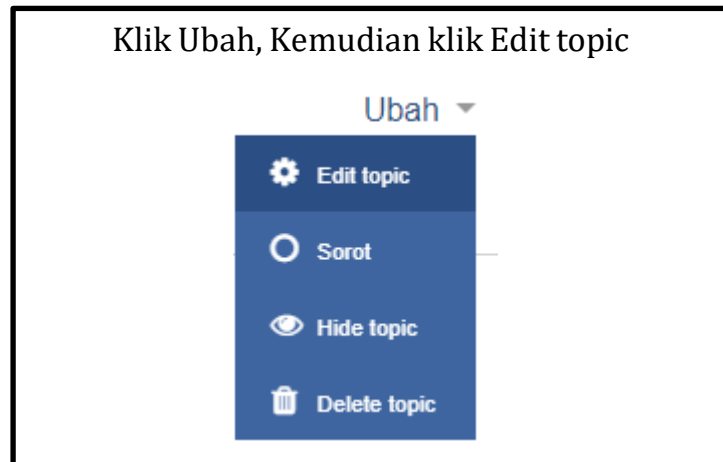 Klik Ubah, Kemudian klik Edit topic
Ubah
Edit topic
Sorot
Hide topic
Delete topic